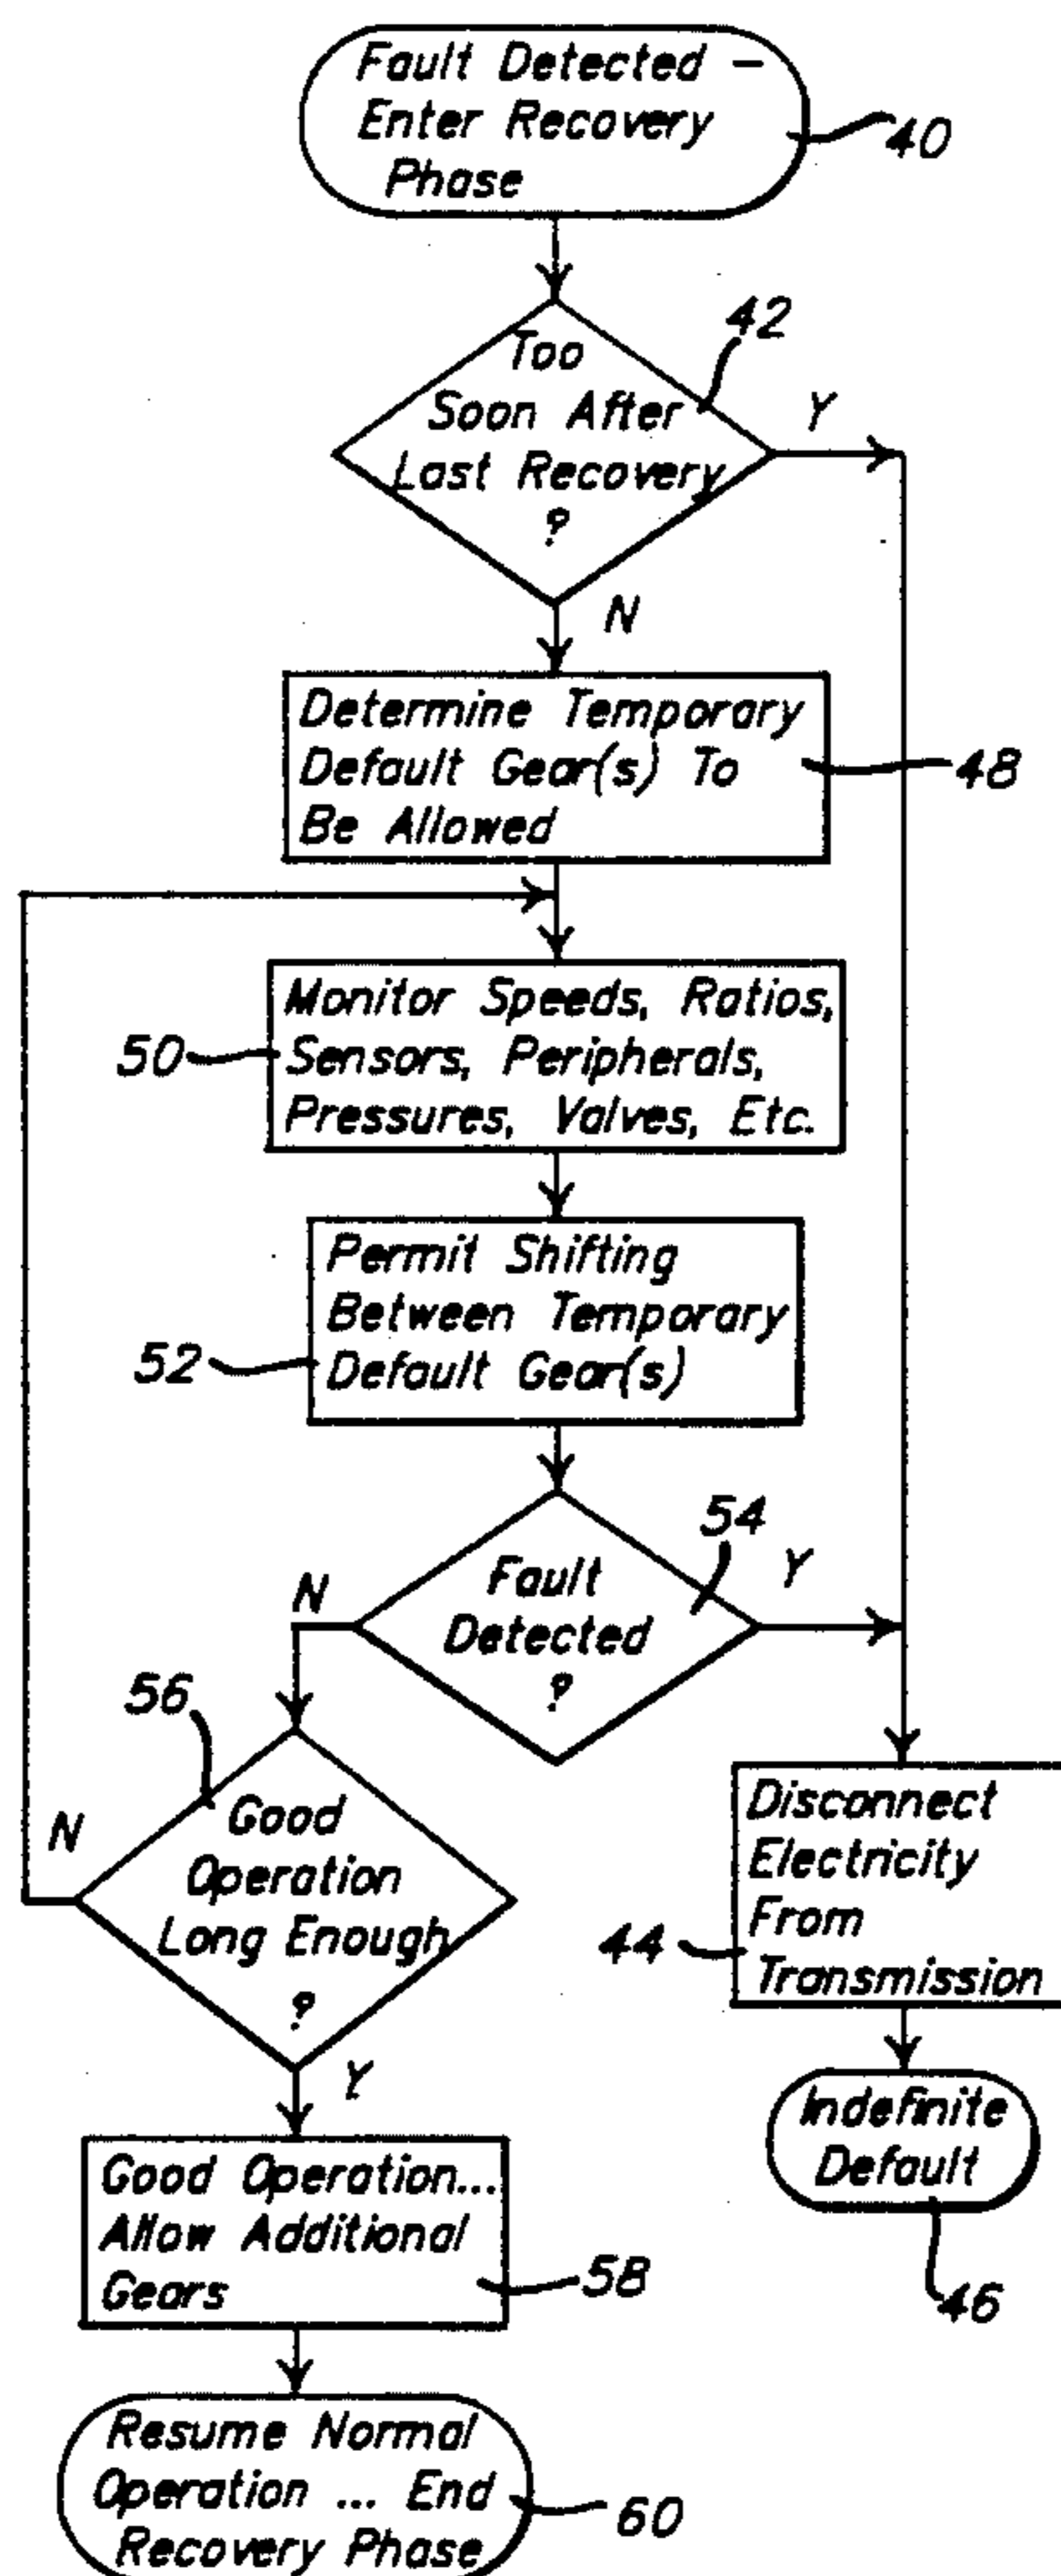 Fault Detected –
Enter Recovery
Phase
40
42
Too
Soon After
Last Recovery
?
Y
N
Determine Temporary
Default Gear(s) To
Be Allowed
48
Monitor Speeds, Ratios,
Sensors, Peripherals,
Pressures, Valves, Etc.
50
Permit Shifting
Between Temporary
Default Gear(s)
52
54
Fault
Detected
?
Y
N
56
Good
Operation
Long Enough
?
N
Y
Disconnect
Electricity
From
Transmission
44
Indefinite
Default
46
Good Operation...
Allow Additional
Gears
58
Resume Normal
Operation ... End
Recovery Phase
60